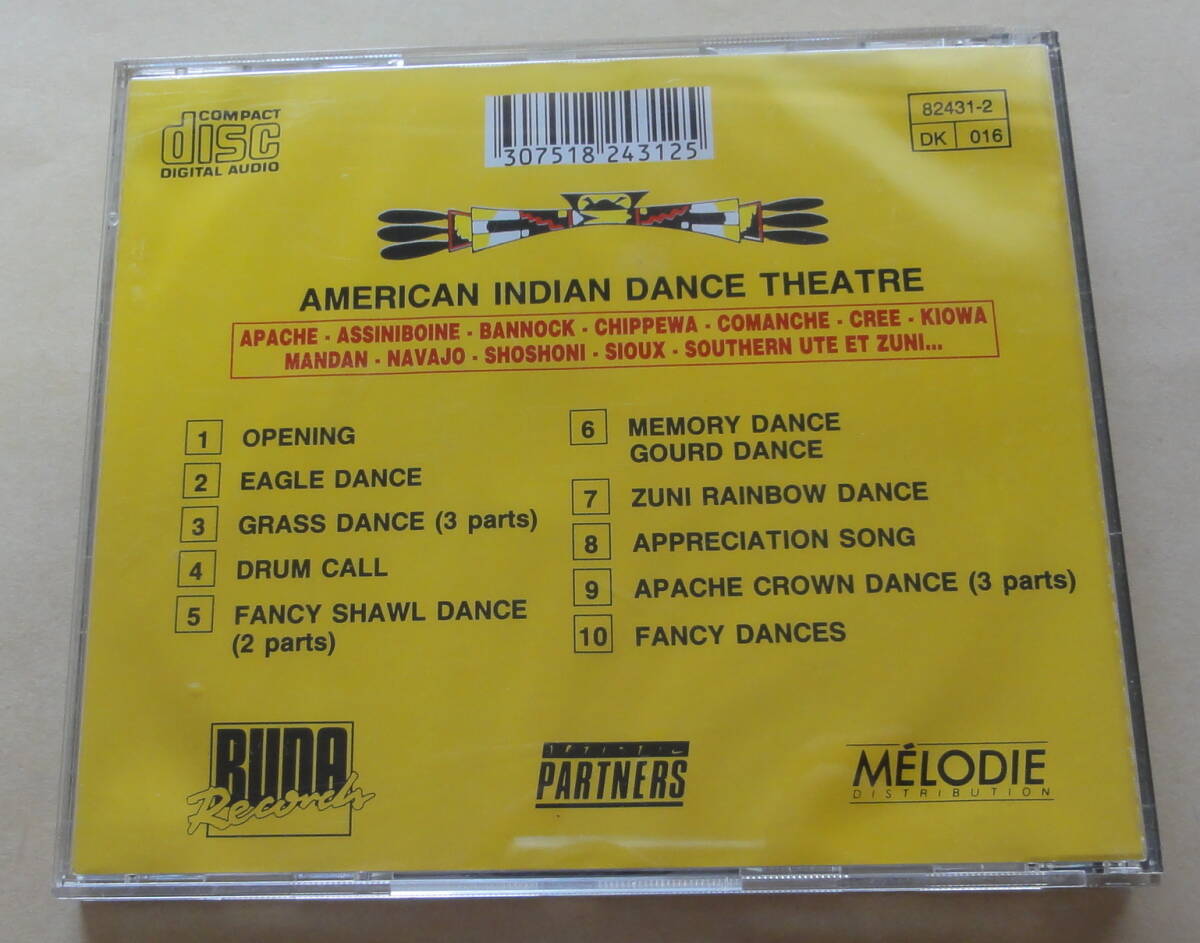 COMPACT
disc
DIGITAL AUDIO
307518 243125
82431-2
DK 016
AMERICAN INDIAN DANCE THEATRE
APACHE - ASSINIBOINE - BANNOCK - CHIPPEWA - COMANCHE - CREE - KIOWA
MANDAN - NAVAJO - SHOSHONI - SIOUX - SOUTHERN UTE ET ZUNI...
1 OPENING
2 EAGLE DANCE
3 GRASS DANCE (3 parts)
4 DRUM CALL
5 FANCY SHAWL DANCE
(2 parts)
6 MEMORY DANCE
GOURD DANCE
7 ZUNI RAINBOW DANCE
8 APPRECIATION SONG
9 APACHE CROWN DANCE (3 parts)
10 FANCY DANCES
BUDA
Records
PARTNERS
MÉLODIE
DISTRIBUTION